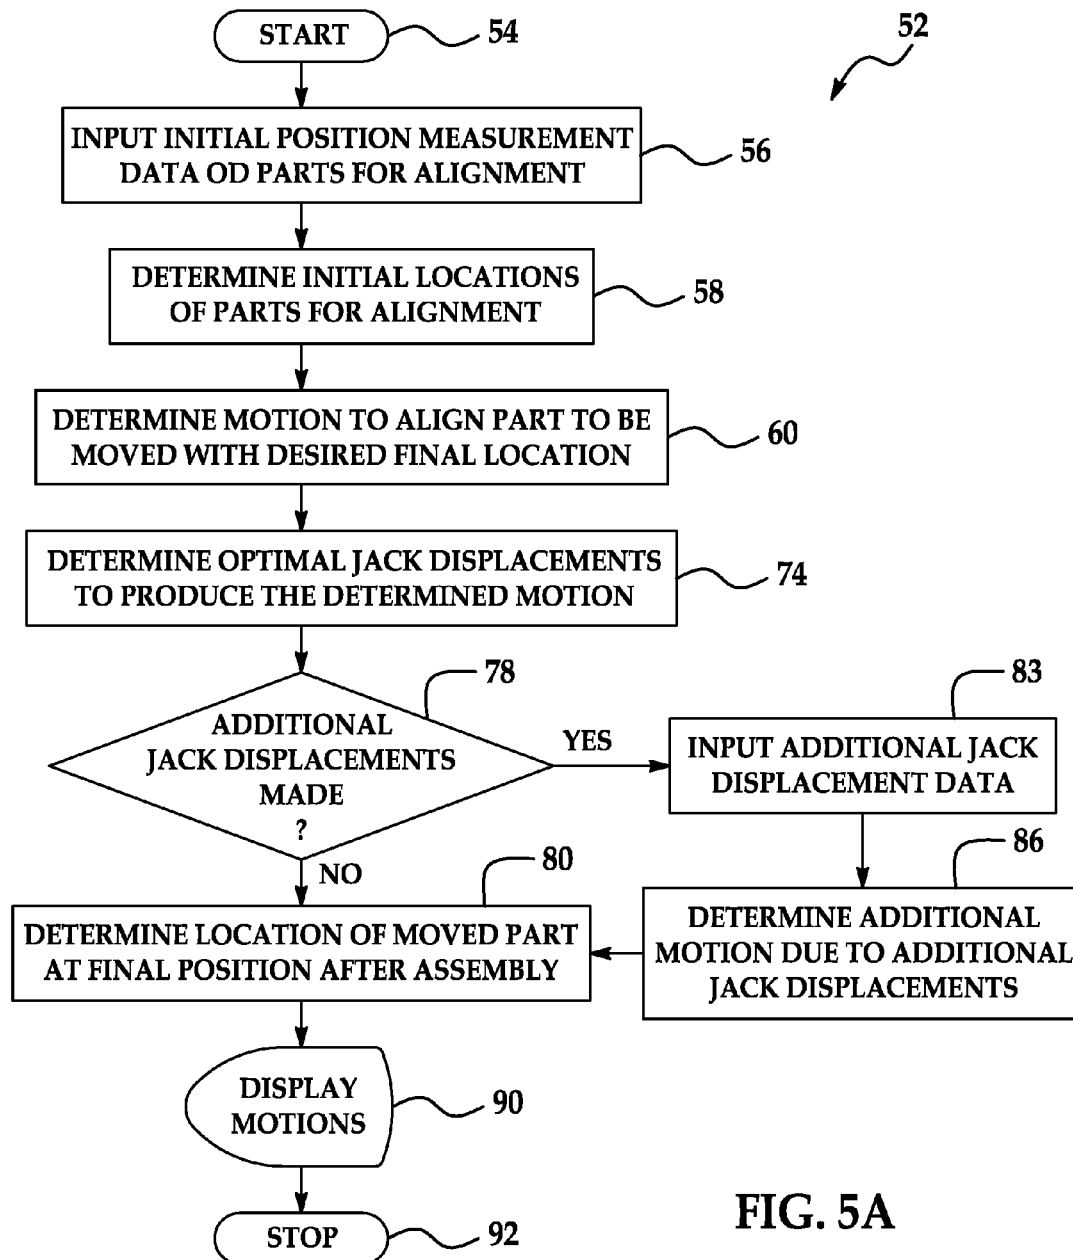 START
54
52
INPUT INITIAL POSITION MEASUREMENT
DATA OD PARTS FOR ALIGNMENT
56
DETERMINE INITIAL LOCATIONS
OF PARTS FOR ALIGNMENT
58
DETERMINE MOTION TO ALIGN PART TO BE
MOVED WITH DESIRED FINAL LOCATION
60
DETERMINE OPTIMAL JACK DISPLACEMENTS
TO PRODUCE THE DETERMINED MOTION
74
ADDITIONAL
JACK DISPLACEMENTS
MADE
?
78
YES
INPUT ADDITIONAL JACK
DISPLACEMENT DATA
83
NO
DETERMINE LOCATION OF MOVED PART
AT FINAL POSITION AFTER ASSEMBLY
80
DETERMINE ADDITIONAL
MOTION DUE TO ADDITIONAL
JACK DISPLACEMENTS
86
DISPLAY
MOTIONS
90
STOP
92
FIG. 5A